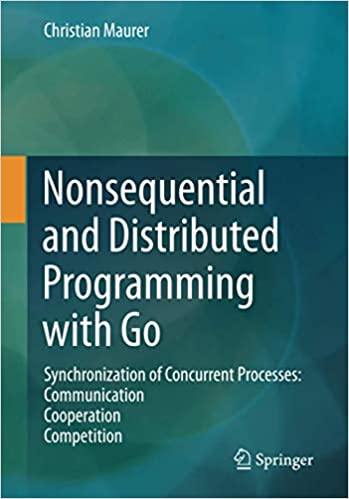 Christian Maurer
Nonsequential
and Distributed
Programming
with Go
Synchronization of Concurrent Processes:
Communication
Cooperation
Competition
Springer